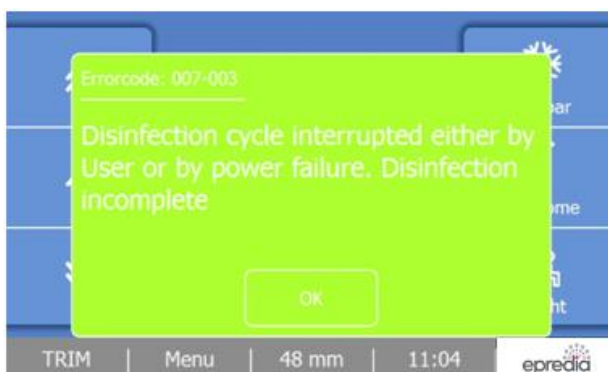 Errorcode: 007-003
Disinfection cycle interrupted either by
User or by power failure. Disinfection
incomplete
OK
TRIM | Menu | 48 mm | 11:04
epredia